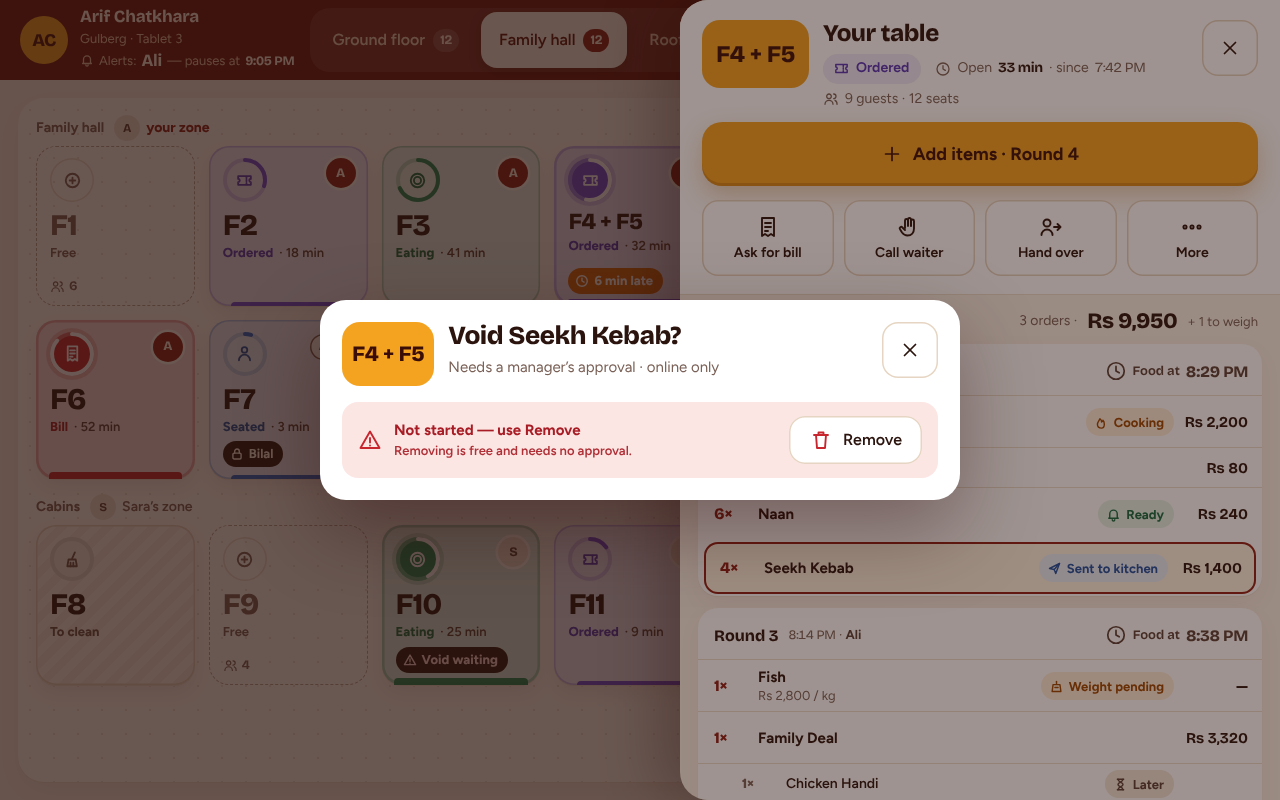 AC
Arif Chatkhara
Gulberg · Tablet 3
Alerts: Ali — pauses at 9:05 PM
Ground floor 12
Family hall 12
Family hall A your zone
F1
Free
6
A
F2
Ordered · 18 min
A
F3
Eating · 41 min
F4 + F5
Ordered · 32 min
6 min late
A
F6
Bill · 52 min
F7
Seated · 3 min
Bilal
Cabins S Sara's zone
F8
To clean
F9
Free
4
S
F10
Eating · 25 min
Void waiting
F11
Ordered · 9 min
F4 + F5
Your table
Ordered
Open 33 min · since 7:42 PM
9 guests · 12 seats
Add items · Round 4
Ask for bill
Call waiter
Hand over
More
3 orders · Rs 9,950 + 1 to weigh
Food at 8:29 PM
Cooking Rs 2,200
Rs 80
6× Naan Ready Rs 240
4× Seekh Kebab Sent to kitchen Rs 1,400
Round 3 8:14 PM · Ali Food at 8:38 PM
1× Fish Weight pending —
Rs 2,800 / kg
1× Family Deal Rs 3,320
1× Chicken Handi Later
F4 + F5
Void Seekh Kebab?
Needs a manager's approval · online only
Not started — use Remove
Removing is free and needs no approval.
Remove